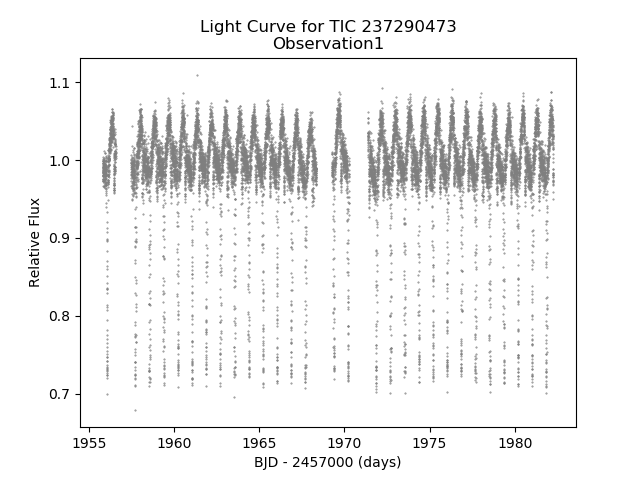 Light Curve for TIC 237290473
Observation1
Relative Flux
1.1
1.0
0.9
0.8
0.7
1955
1960
1965
1970
1975
1980
BJD - 2457000 (days)